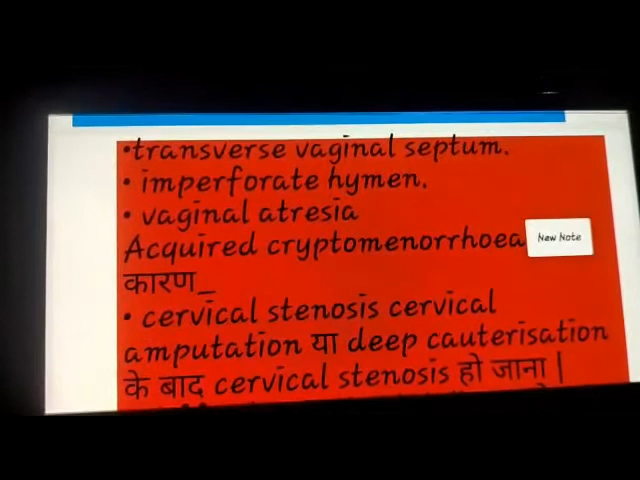 •transverse vaginal septum.
• imperforate hymen.
• vaginal atresia
Acquired cryptomenorrhoea
New Note
कारण_
• cervical stenosis cervical
amputation या deep cauterisation
के बाद cervical stenosis हो जाना |